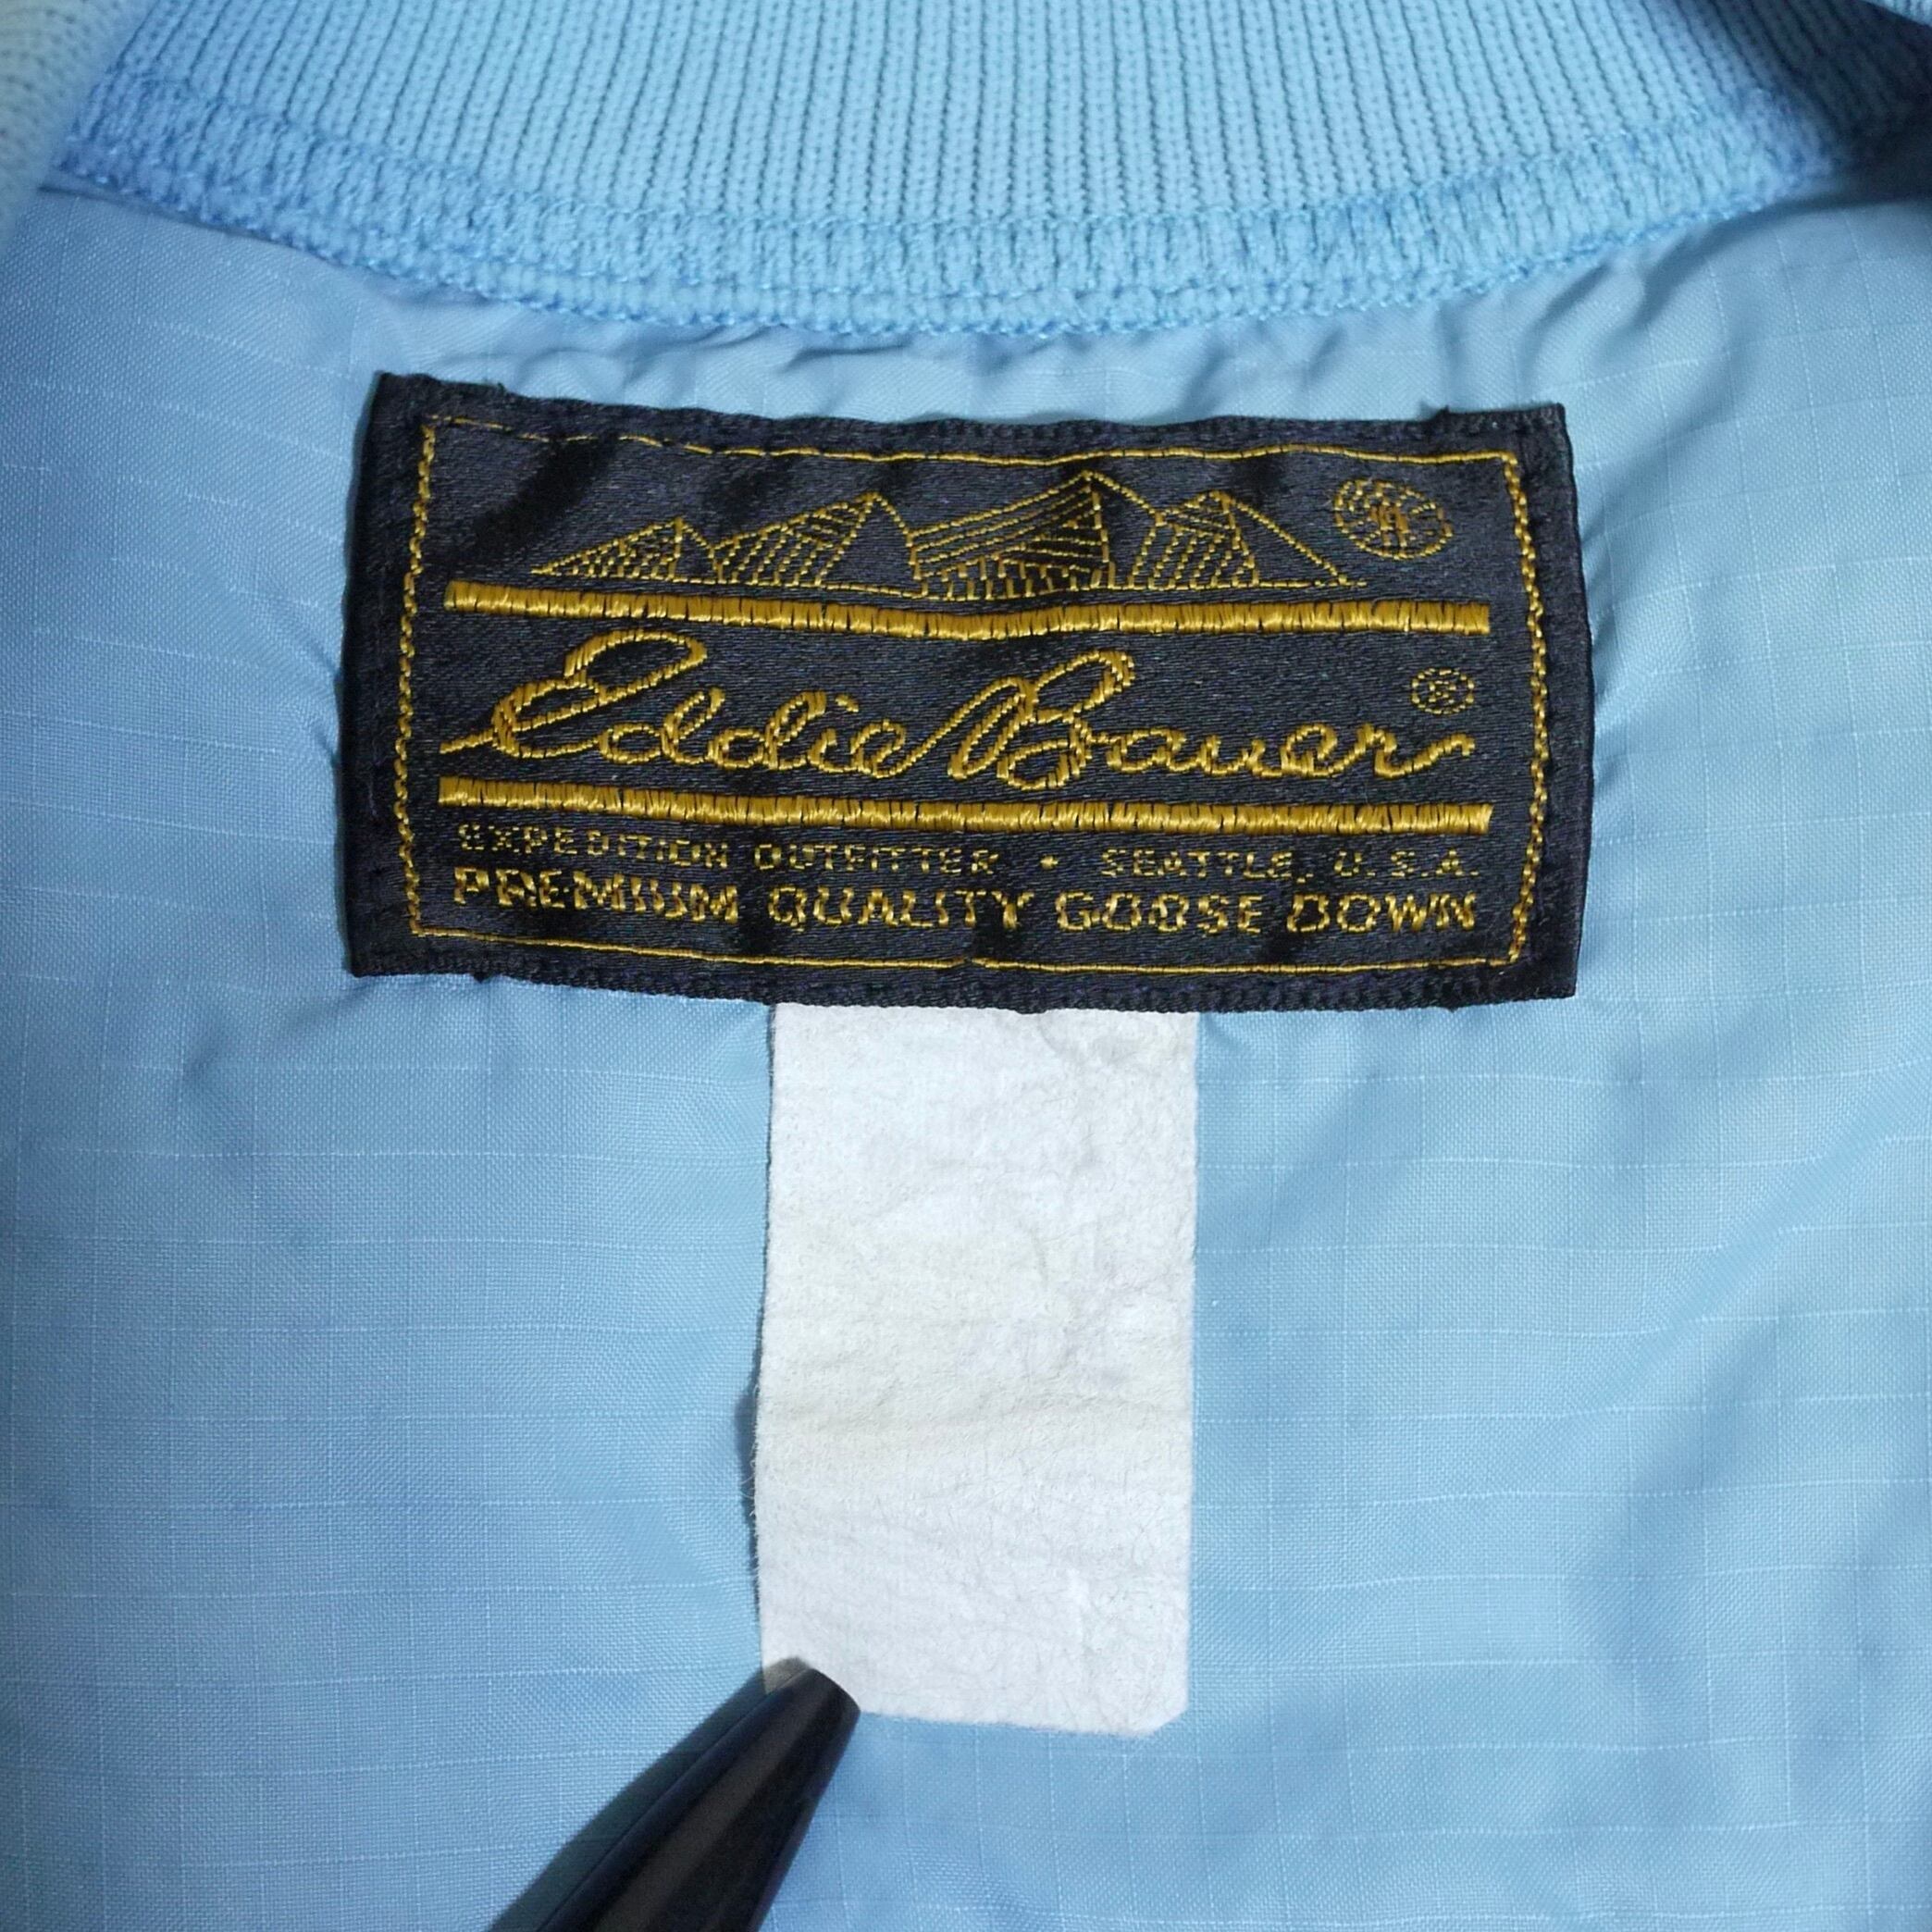 Eddie Bauer ®
EXPEDITION OUTFITTER • SEATTLE, U.S.A.
PREMIUM QUALITY GOOSE DOWN